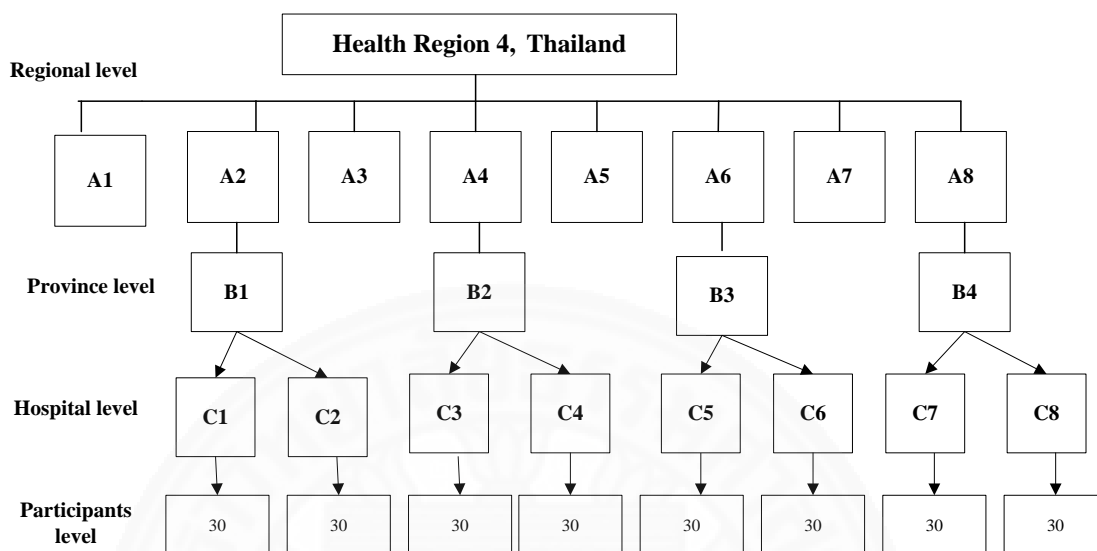 Health Region 4, Thailand
Regional level
A1 A2 A3 A4 A5 A6 A7 A8
Province level
B1 B2 B3 B4
Hospital level
C1 C2 C3 C4 C5 C6 C7 C8
Participants
level
30 30 30 30 30 30 30 30